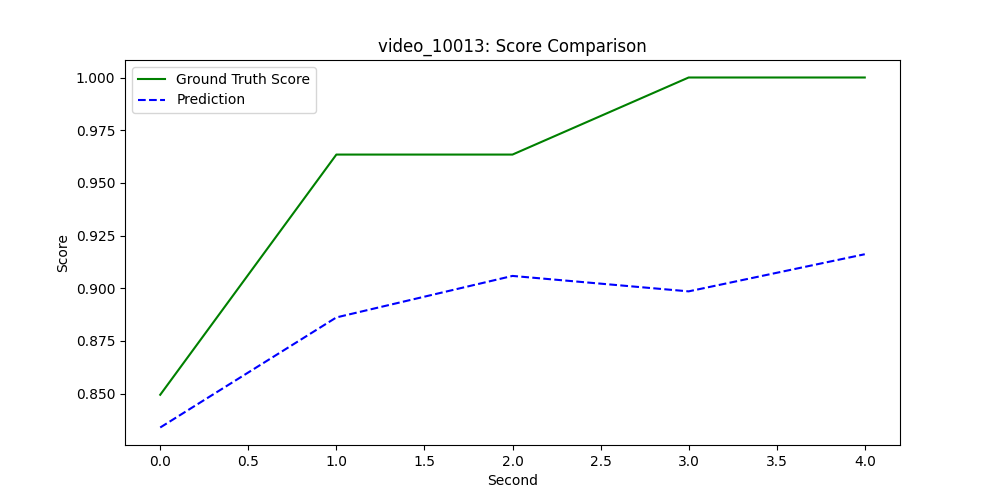 video_10013: Score Comparison
Ground Truth Score
Prediction
1.000
0.975
0.950
0.925
0.900
0.875
0.850
Score
0.0 0.5 1.0 1.5 2.0 2.5 3.0 3.5 4.0
Second